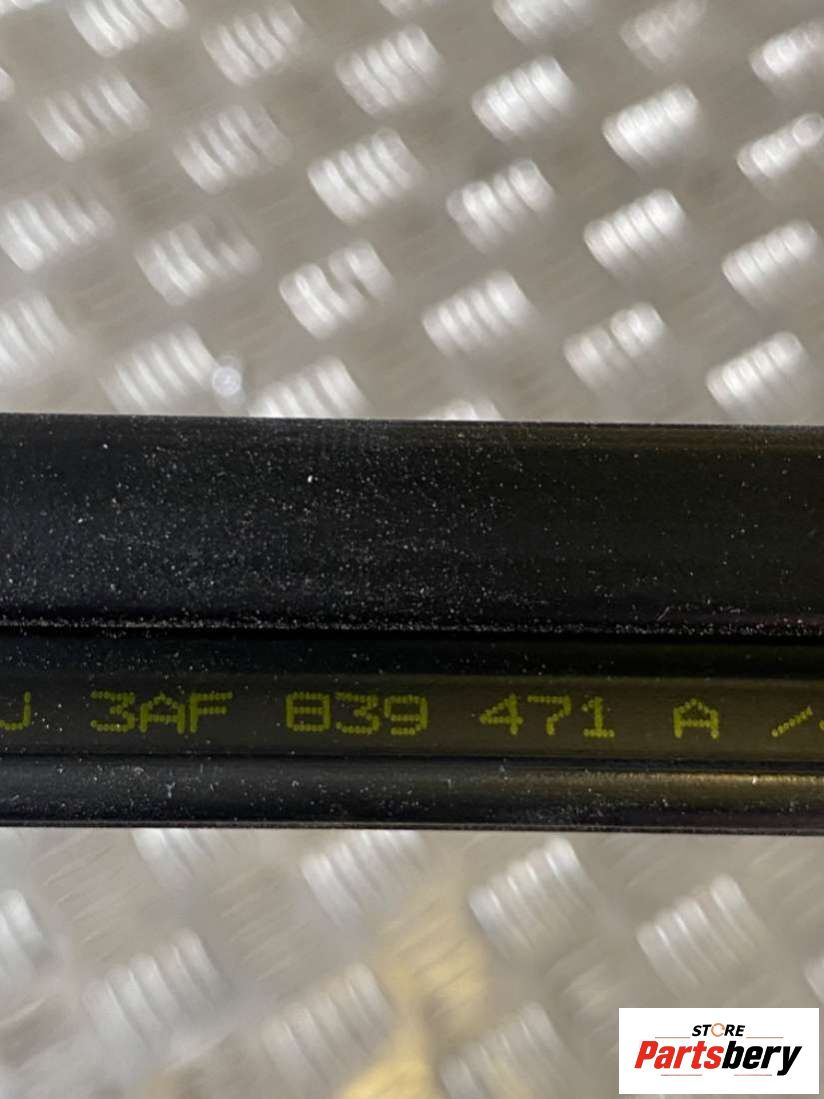 J 3AF 839 471 A /
STORE
Partsbery